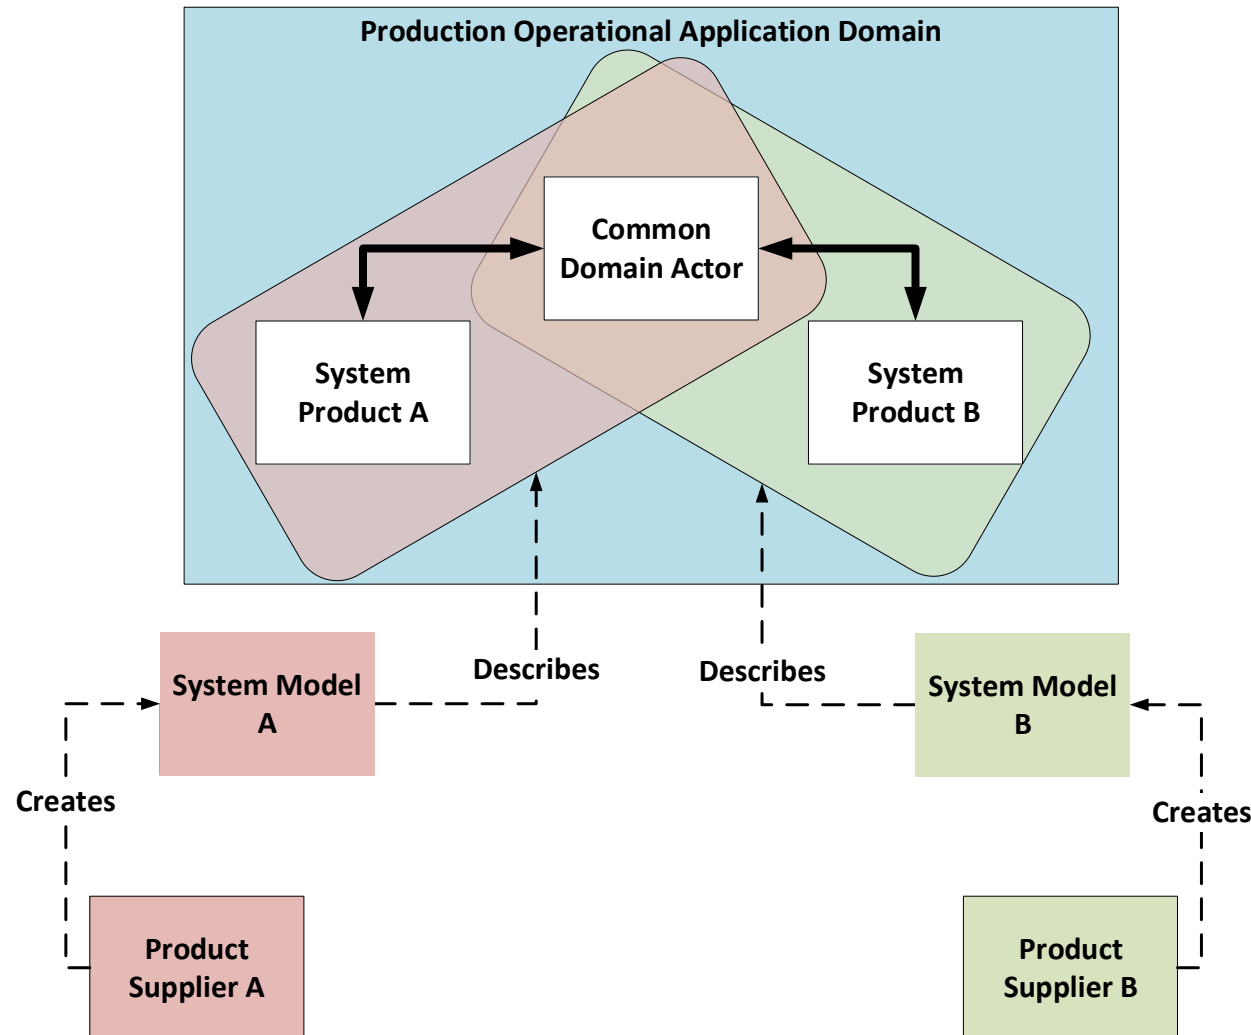 Production Operational Application Domain
Common
Domain Actor
System
Product A
System
Product B
System Model
A
Describes
Describes
System Model
B
Creates
Creates
Product
Supplier A
Product
Supplier B